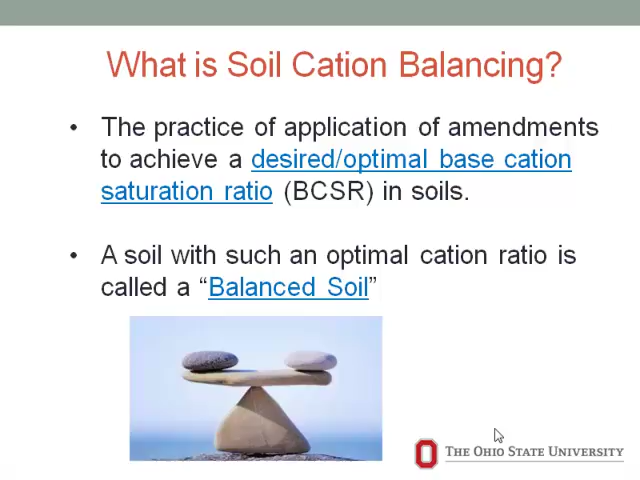 What is Soil Cation Balancing?
• The practice of application of amendments
to achieve a desired/optimal base cation
saturation ratio (BCSR) in soils.
• A soil with such an optimal cation ratio is
called a “Balanced Soil”
THE OHIO STATE UNIVERSITY